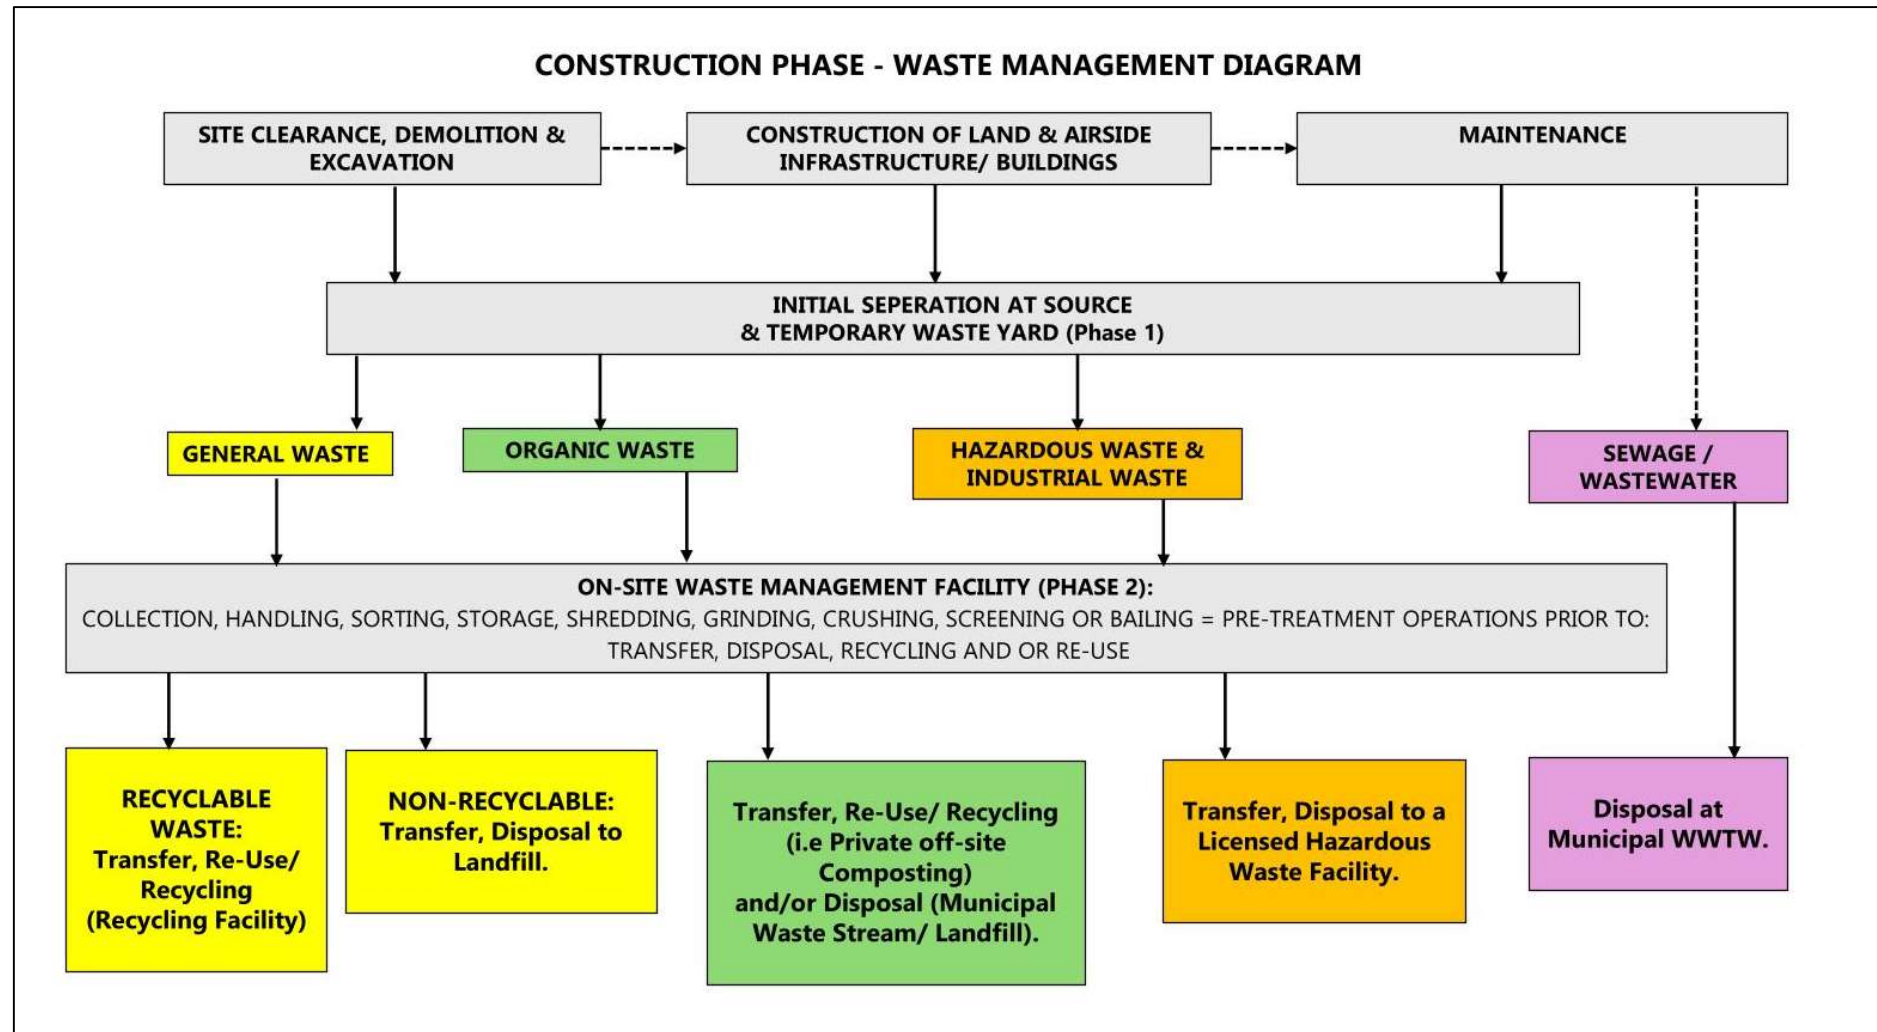 CONSTRUCTION PHASE - WASTE MANAGEMENT DIAGRAM
SITE CLEARANCE, DEMOLITION &
EXCAVATION
CONSTRUCTION OF LAND & AIRSIDE
INFRASTRUCTURE/ BUILDINGS
MAINTENANCE
INITIAL SEPERATION AT SOURCE
& TEMPORARY WASTE YARD (Phase 1)
GENERAL WASTE
ORGANIC WASTE
HAZARDOUS WASTE &
INDUSTRIAL WASTE
SEWAGE /
WASTEWATER
ON-SITE WASTE MANAGEMENT FACILITY (PHASE 2):
COLLECTION, HANDLING, SORTING, STORAGE, SHREDDING, GRINDING, CRUSHING, SCREENING OR BAILING = PRE-TREATMENT OPERATIONS PRIOR TO:
TRANSFER, DISPOSAL, RECYCLING AND OR RE-USE
RECYCLABLE
WASTE:
Transfer, Re-Use/
Recycling
(Recycling Facility)
NON-RECYCLABLE:
Transfer, Disposal to
Landfill.
Transfer, Re-Use/ Recycling
(i.e Private off-site
Composting)
and/or Disposal (Municipal
Waste Stream/ Landfill).
Transfer, Disposal to a
Licensed Hazardous
Waste Facility.
Disposal at
Municipal WWTW.